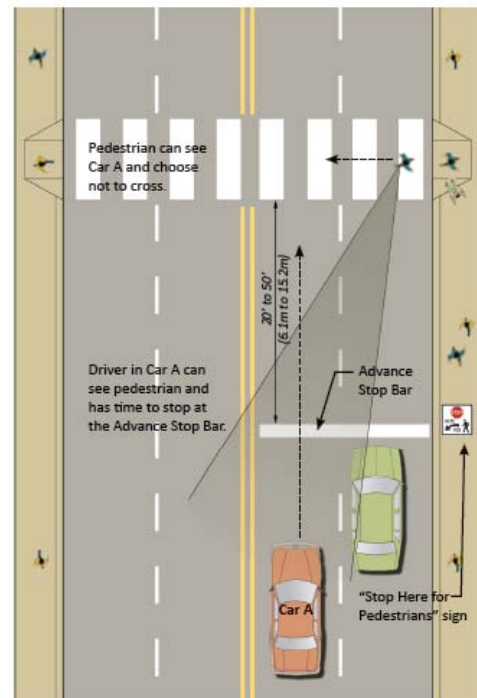 Pedestrian can see
Car A and choose
not to cross.
20' to 50'
(6.1m to 15.2m)
Driver in Car A can
see pedestrian and
has time to stop at
the Advance Stop Bar.
Advance
Stop Bar
STOP
Car A
"Stop Here for
Pedestrians" sign